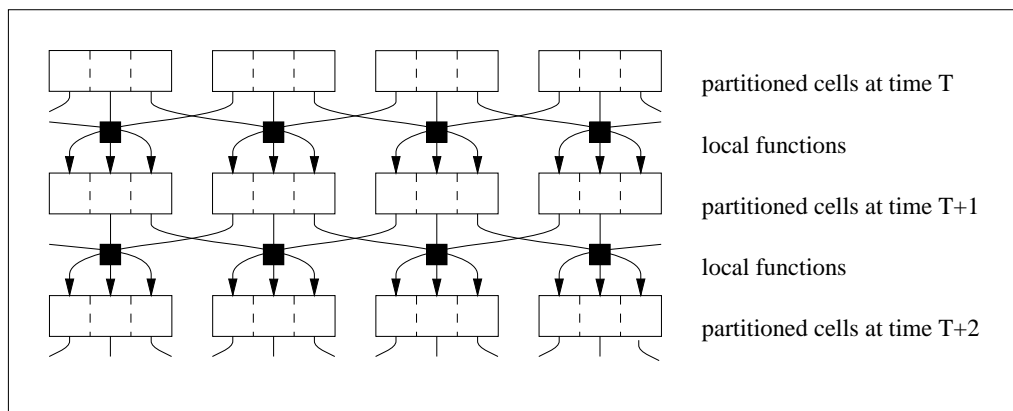 partitioned cells at time T
local functions
partitioned cells at time T+1
local functions
partitioned cells at time T+2